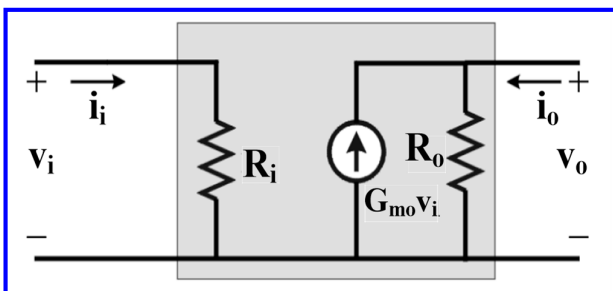 + i_i i_o +
v_i R_i R_o v_o
G_mo v_i
− −